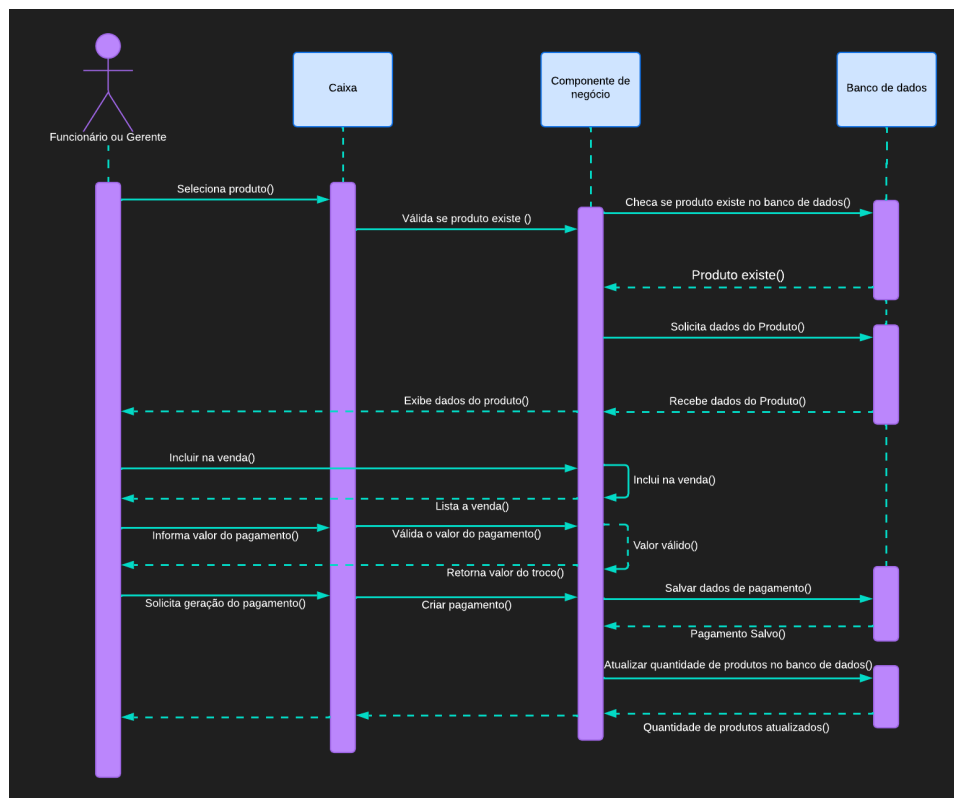 Caixa
Componente de
negócio
Banco de dados
Funcionário ou Gerente
Seleciona produto()
Checa se produto existe no banco de dados()
Válida se produto existe ()
Produto existe()
Solicita dados do Produto()
Exibe dados do produto()
Recebe dados do Produto()
Incluir na venda()
Inclui na venda()
Lista a venda()
Informa valor do pagamento()
Válida o valor do pagamento()
Valor válido()
Retorna valor do troco()
Salvar dados de pagamento()
Solicita geração do pagamento()
Criar pagamento()
Pagamento Salvo()
Atualizar quantidade de produtos no banco de dados()
Quantidade de produtos atualizados()